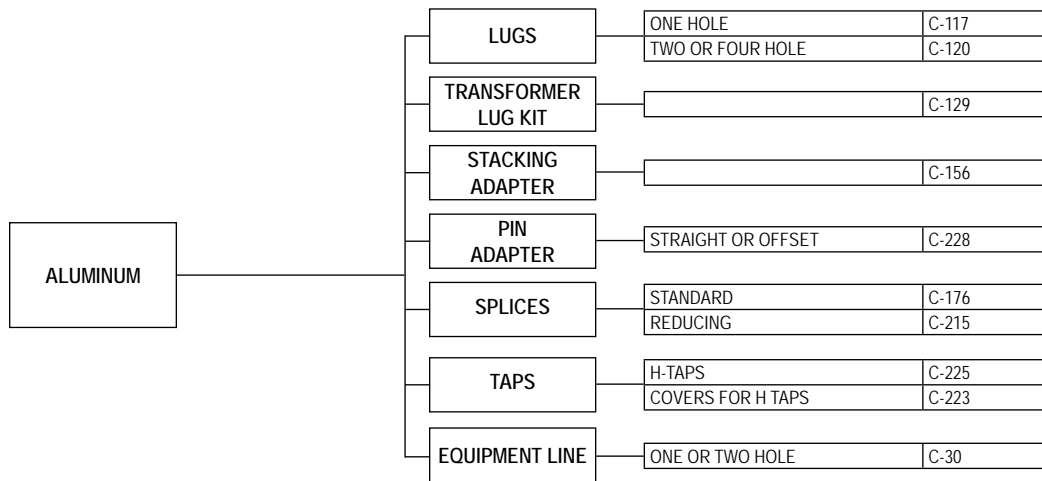 ALUMINUM
LUGS
ONE HOLE C-117
TWO OR FOUR HOLE C-120
TRANSFORMER
LUG KIT
C-129
STACKING
ADAPTER
C-156
PIN
ADAPTER
STRAIGHT OR OFFSET C-228
SPLICES
STANDARD C-176
REDUCING C-215
TAPS
H-TAPS C-225
COVERS FOR H TAPS C-223
EQUIPMENT LINE
ONE OR TWO HOLE C-30